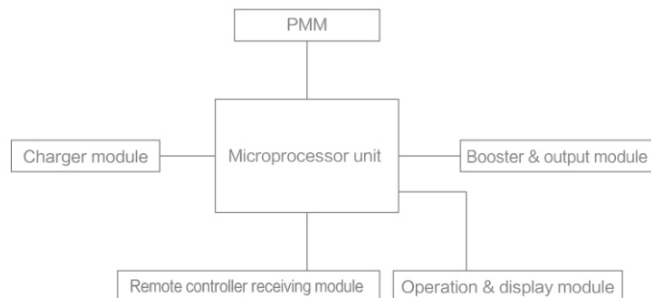 PMM
Charger module
Microprocessor unit
Booster & output module
Remote controller receiving module
Operation & display module